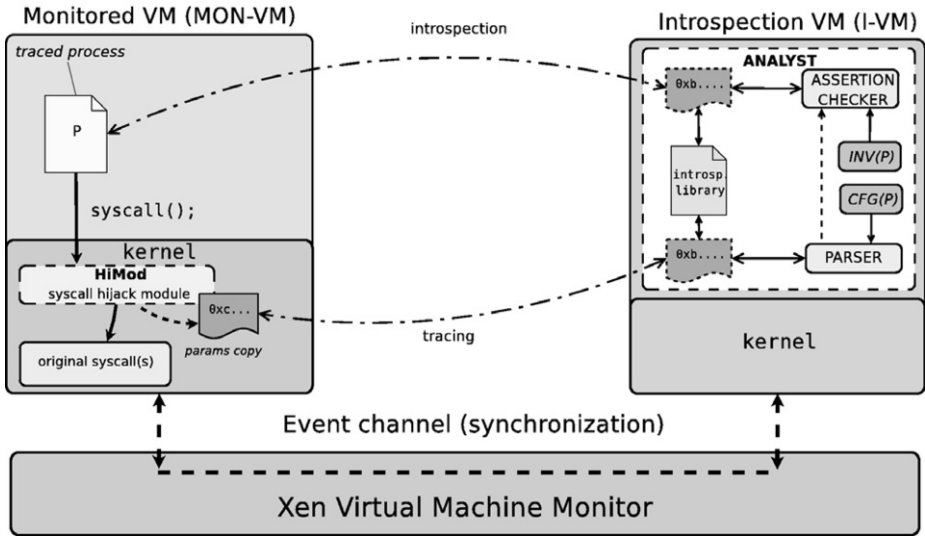 Monitored VM (MON-VM)
Introspection VM (I-VM)
traced process
P
syscall();
introspection
ANALYST
0xb....
ASSERTION
CHECKER
introsp.
library
INV(P)
CFG(P)
0xb....
PARSER
kernel
HiMod
syscall hijack module
0xc...
params copy
original syscall(s)
tracing
kernel
Event channel (synchronization)
Xen Virtual Machine Monitor